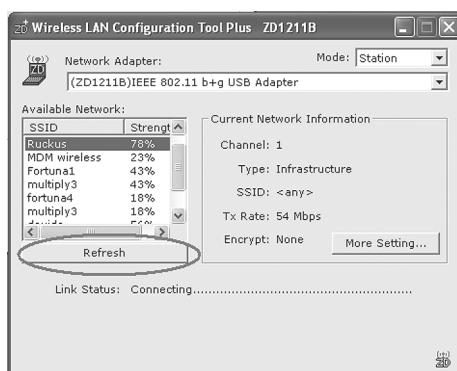 Wireless LAN Configuration Tool Plus ZD1211B
Network Adapter:
Mode: Station
ZD
(ZD1211B)IEEE 802.11 b+g USB Adapter
Available Network:
SSID Strengt
Ruckus 78%
MDM wireless 23%
Fortuna1 43%
multiply3 43%
fortuna4 18%
multiply3 18%
Refresh
Current Network Information
Channel: 1
Type: Infrastructure
SSID: <any>
Tx Rate: 54 Mbps
Encrypt: None
More Setting...
Link Status: Connecting..........................................................